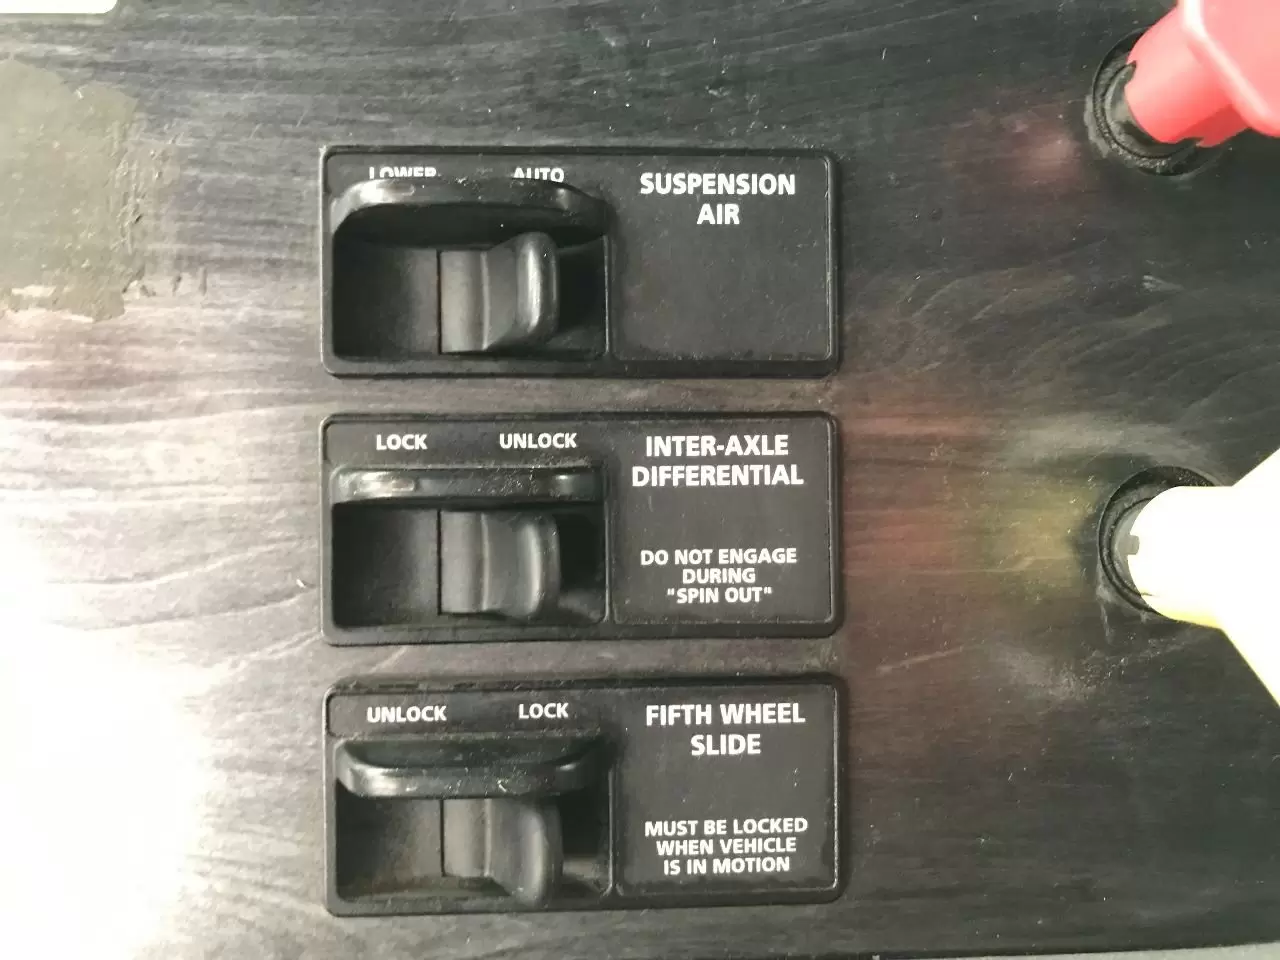 LOWER AUTO
SUSPENSION
AIR
LOCK UNLOCK
INTER-AXLE
DIFFERENTIAL
DO NOT ENGAGE
DURING
"SPIN OUT"
UNLOCK LOCK
FIFTH WHEEL
SLIDE
MUST BE LOCKED
WHEN VEHICLE
IS IN MOTION